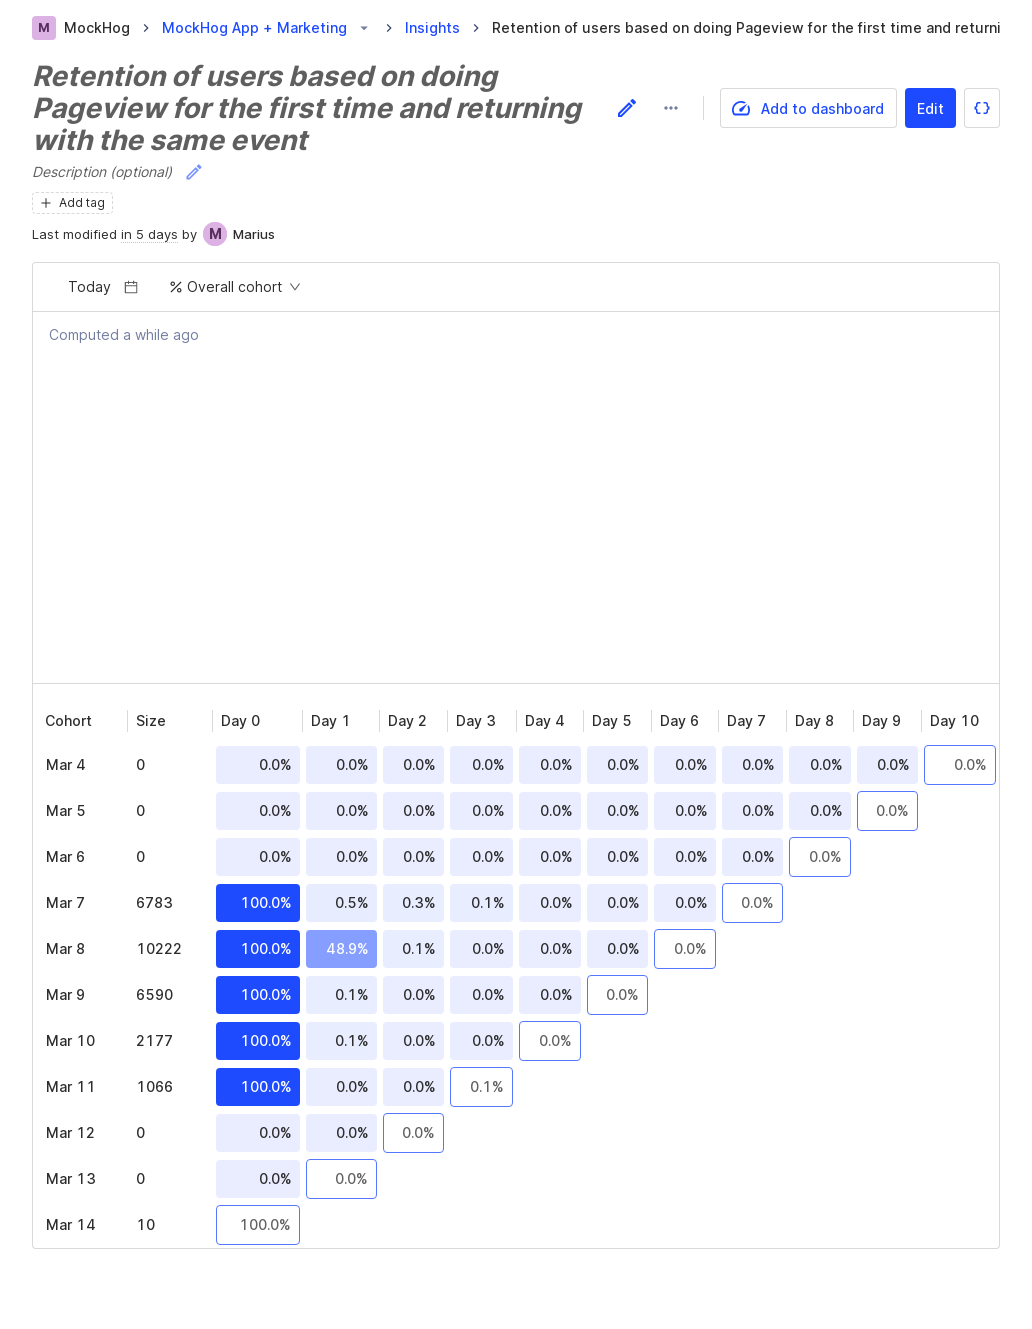 M MockHog > MockHog App + Marketing > Insights > Retention of users based on doing Pageview for the first time and returni
Retention of users based on doing
Pageview for the first time and returning
with the same event
Add to dashboard Edit {}
Description (optional)
+ Add tag
Last modified in 5 days by M Marius
Today % Overall cohort
Computed a while ago
Cohort Size Day 0 Day 1 Day 2 Day 3 Day 4 Day 5 Day 6 Day 7 Day 8 Day 9 Day 10
Mar 4 0 0.0% 0.0% 0.0% 0.0% 0.0% 0.0% 0.0% 0.0% 0.0% 0.0% 0.0%
Mar 5 0 0.0% 0.0% 0.0% 0.0% 0.0% 0.0% 0.0% 0.0% 0.0% 0.0%
Mar 6 0 0.0% 0.0% 0.0% 0.0% 0.0% 0.0% 0.0% 0.0% 0.0%
Mar 7 6783 100.0% 0.5% 0.3% 0.1% 0.0% 0.0% 0.0% 0.0%
Mar 8 10222 100.0% 48.9% 0.1% 0.0% 0.0% 0.0% 0.0%
Mar 9 6590 100.0% 0.1% 0.0% 0.0% 0.0% 0.0%
Mar 10 2177 100.0% 0.1% 0.0% 0.0% 0.0%
Mar 11 1066 100.0% 0.0% 0.0% 0.1%
Mar 12 0 0.0% 0.0% 0.0%
Mar 13 0 0.0% 0.0%
Mar 14 10 100.0%